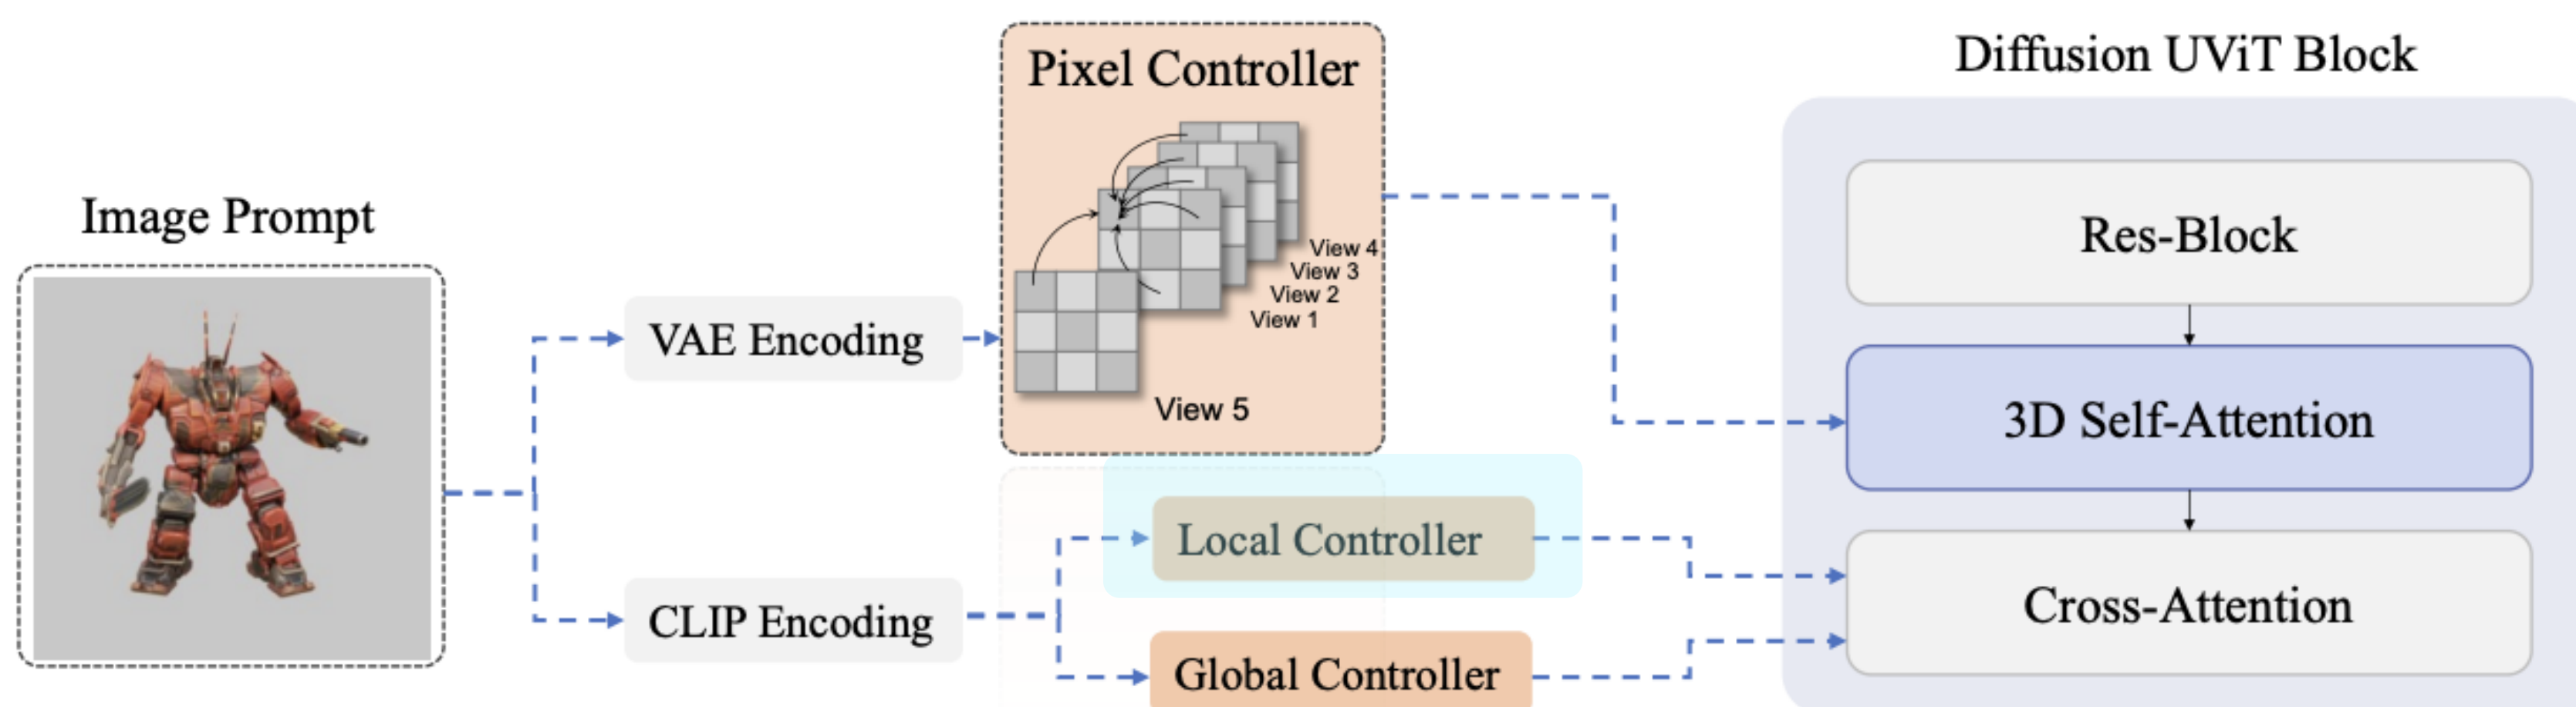 Image Prompt
VAE Encoding
CLIP Encoding
Pixel Controller
View 4
View 3
View 2
View 1
View 5
Local Controller
Global Controller
Diffusion UViT Block
Res-Block
3D Self-Attention
Cross-Attention